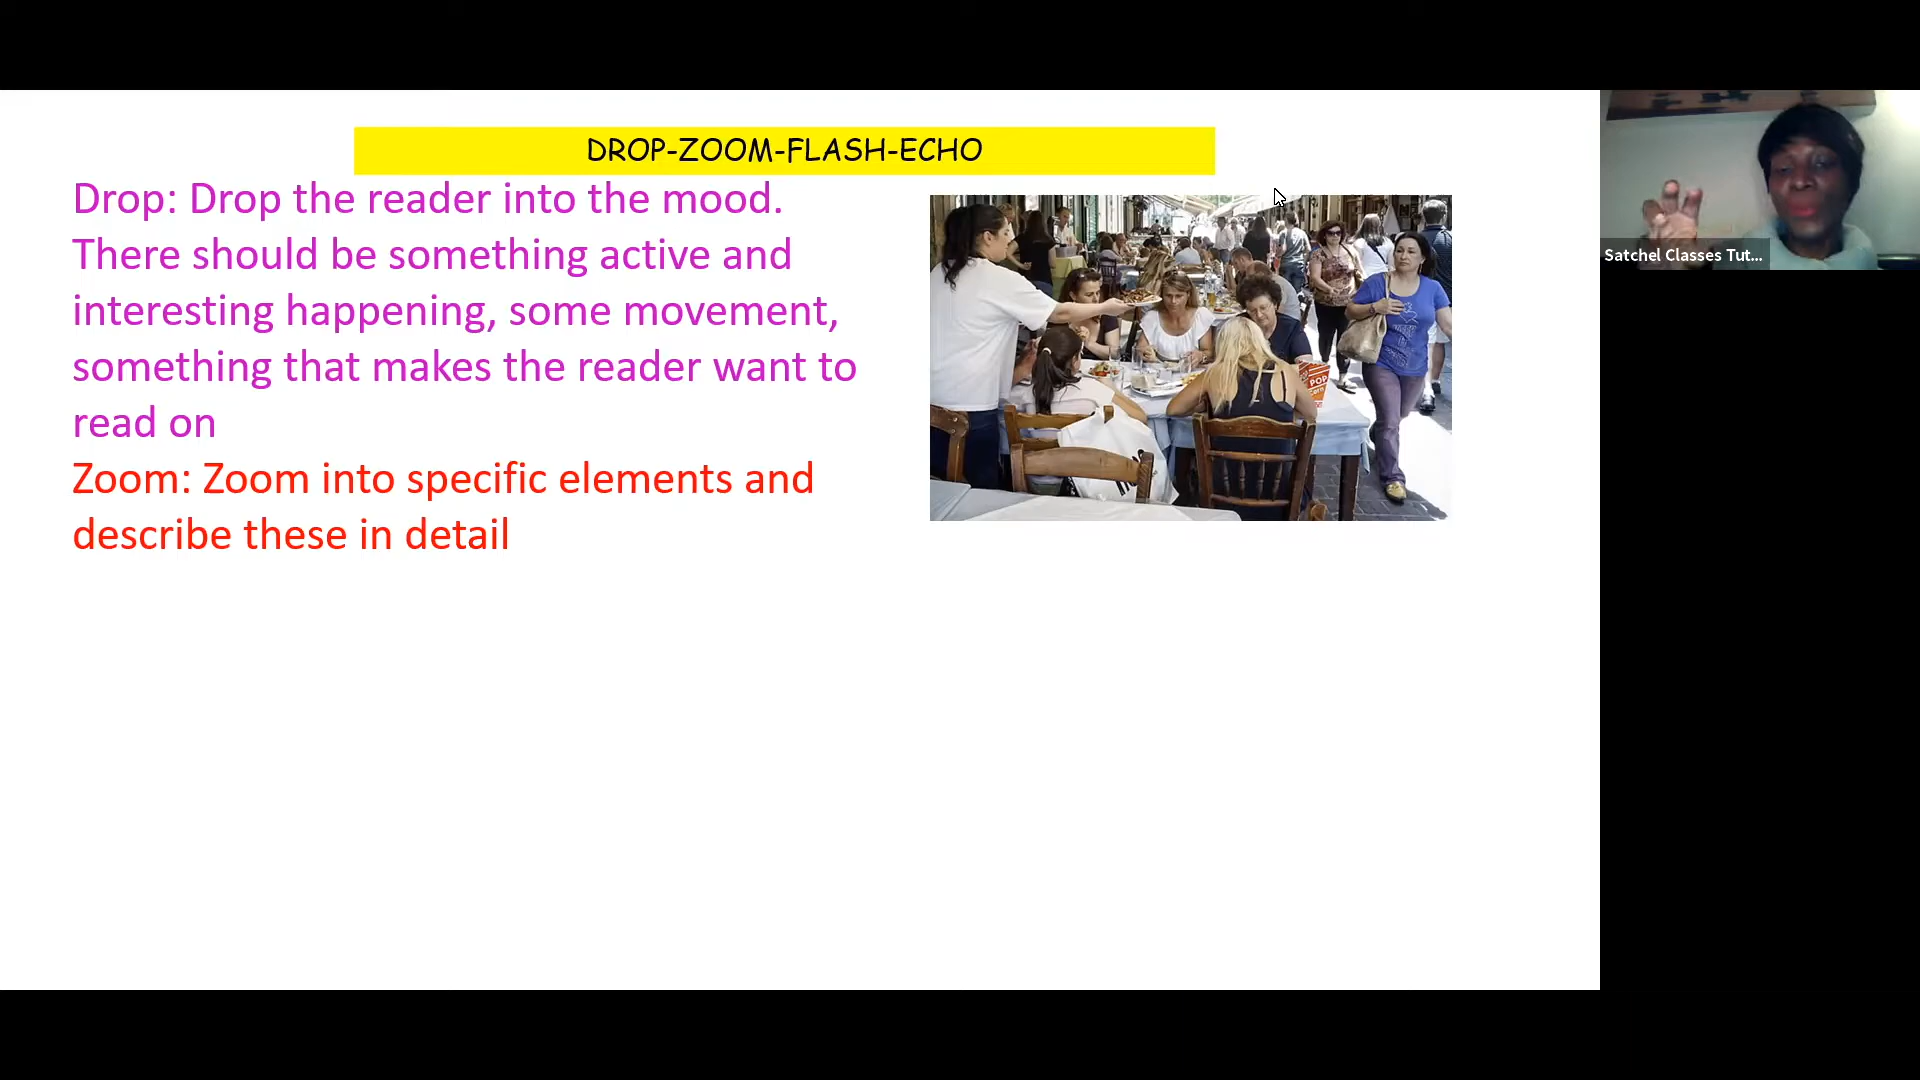 DROP-ZOOM-FLASH-ECHO
Drop: Drop the reader into the mood.
There should be something active and
interesting happening, some movement,
something that makes the reader want to
read on
Zoom: Zoom into specific elements and
describe these in detail
POP
Satchel Classes Tut...